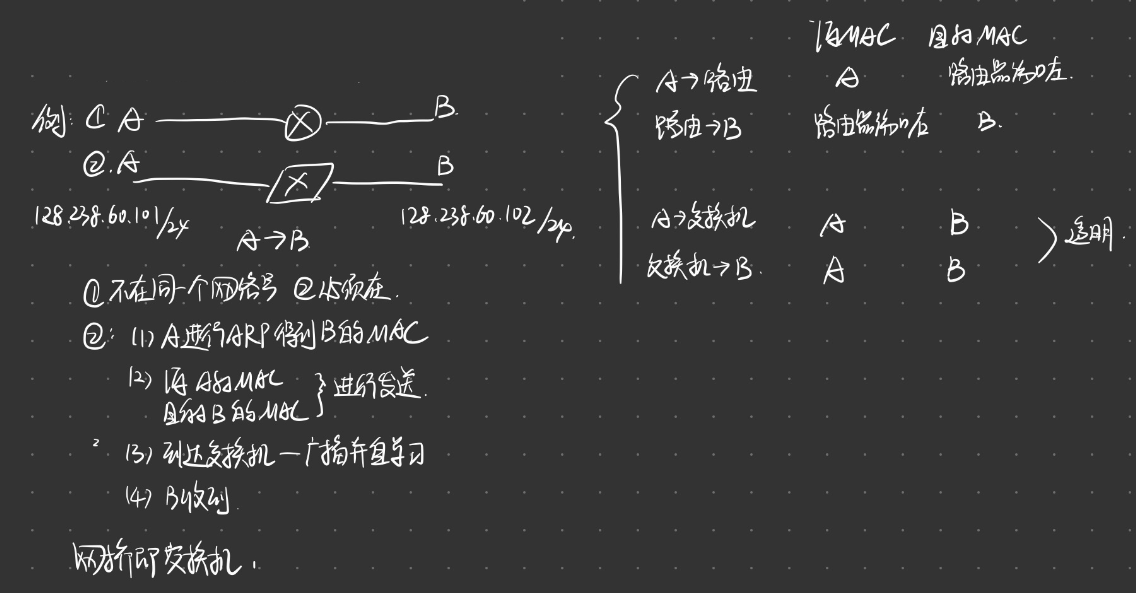 例: ① A B
②. A B
128.238.60.101/24 128.238.60.102/24.
A→B
①不在同一个网络号 ②必须在.
②: (1) A进行ARP得到B的MAC
(2) 源 A的MAC
目的B的MAC } 进行发送.
(3) 到达交换机一广播并自学习
(4) B收到.
网桥即交换机.
源MAC 目的MAC
A→路由 A 路由器端口左.
路由→B 路由器端口右 B.
A→交换机 A B
交换机→B. A B
透明.